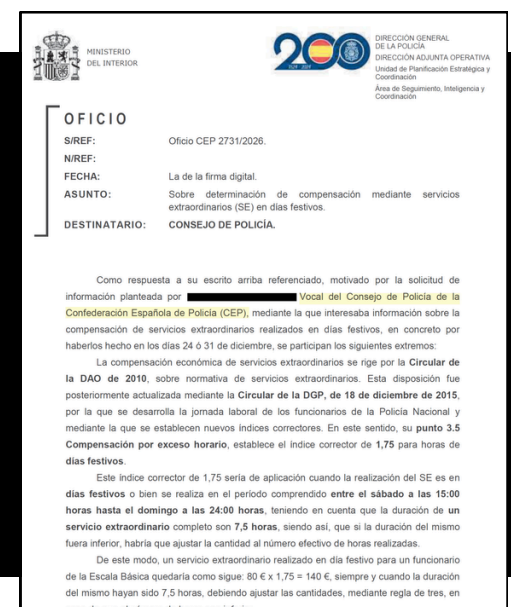 MINISTERIO
DEL INTERIOR
200
DIRECCIÓN GENERAL
DE LA POLICÍA
DIRECCIÓN ADJUNTA OPERATIVA
Unidad de Planificación Estratégica y
Coordinación
Área de Seguimiento, Inteligencia y
Coordinación
OFICIO
S/REF: Oficio CEP 2731/2026.
N/REF:
FECHA: La de la firma digital.
ASUNTO: Sobre determinación de compensación mediante servicios
extraordinarios (SE) en días festivos.
DESTINATARIO: CONSEJO DE POLICÍA.
Como respuesta a su escrito arriba referenciado, motivado por la solicitud de
información planteada por Vocal del Consejo de Policía de la
Confederación Española de Policía (CEP), mediante la que interesaba información sobre la
compensación de servicios extraordinarios realizados en días festivos, en concreto por
haberlos hecho en los días 24 ó 31 de diciembre, se participan los siguientes extremos:
La compensación económica de servicios extraordinarios se rige por la Circular de
la DAO de 2010, sobre normativa de servicios extraordinarios. Esta disposición fue
posteriormente actualizada mediante la Circular de la DGP, de 18 de diciembre de 2015,
por la que se desarrolla la jornada laboral de los funcionarios de la Policía Nacional y
mediante la que se establecen nuevos índices correctores. En este sentido, su punto 3.5
Compensación por exceso horario, establece el índice corrector de 1,75 para horas de
días festivos.
Este índice corrector de 1,75 sería de aplicación cuando la realización del SE es en
días festivos o bien se realiza en el período comprendido entre el sábado a las 15:00
horas hasta el domingo a las 24:00 horas, teniendo en cuenta que la duración de un
servicio extraordinario completo son 7,5 horas, siendo así, que si la duración del mismo
fuera inferior, habría que ajustar la cantidad al número efectivo de horas realizadas.
De este modo, un servicio extraordinario realizado en día festivo para un funcionario
de la Escala Básica quedaría como sigue: 80 € x 1,75 = 140 €, siempre y cuando la duración
del mismo hayan sido 7,5 horas, debiendo ajustar las cantidades, mediante regla de tres, en